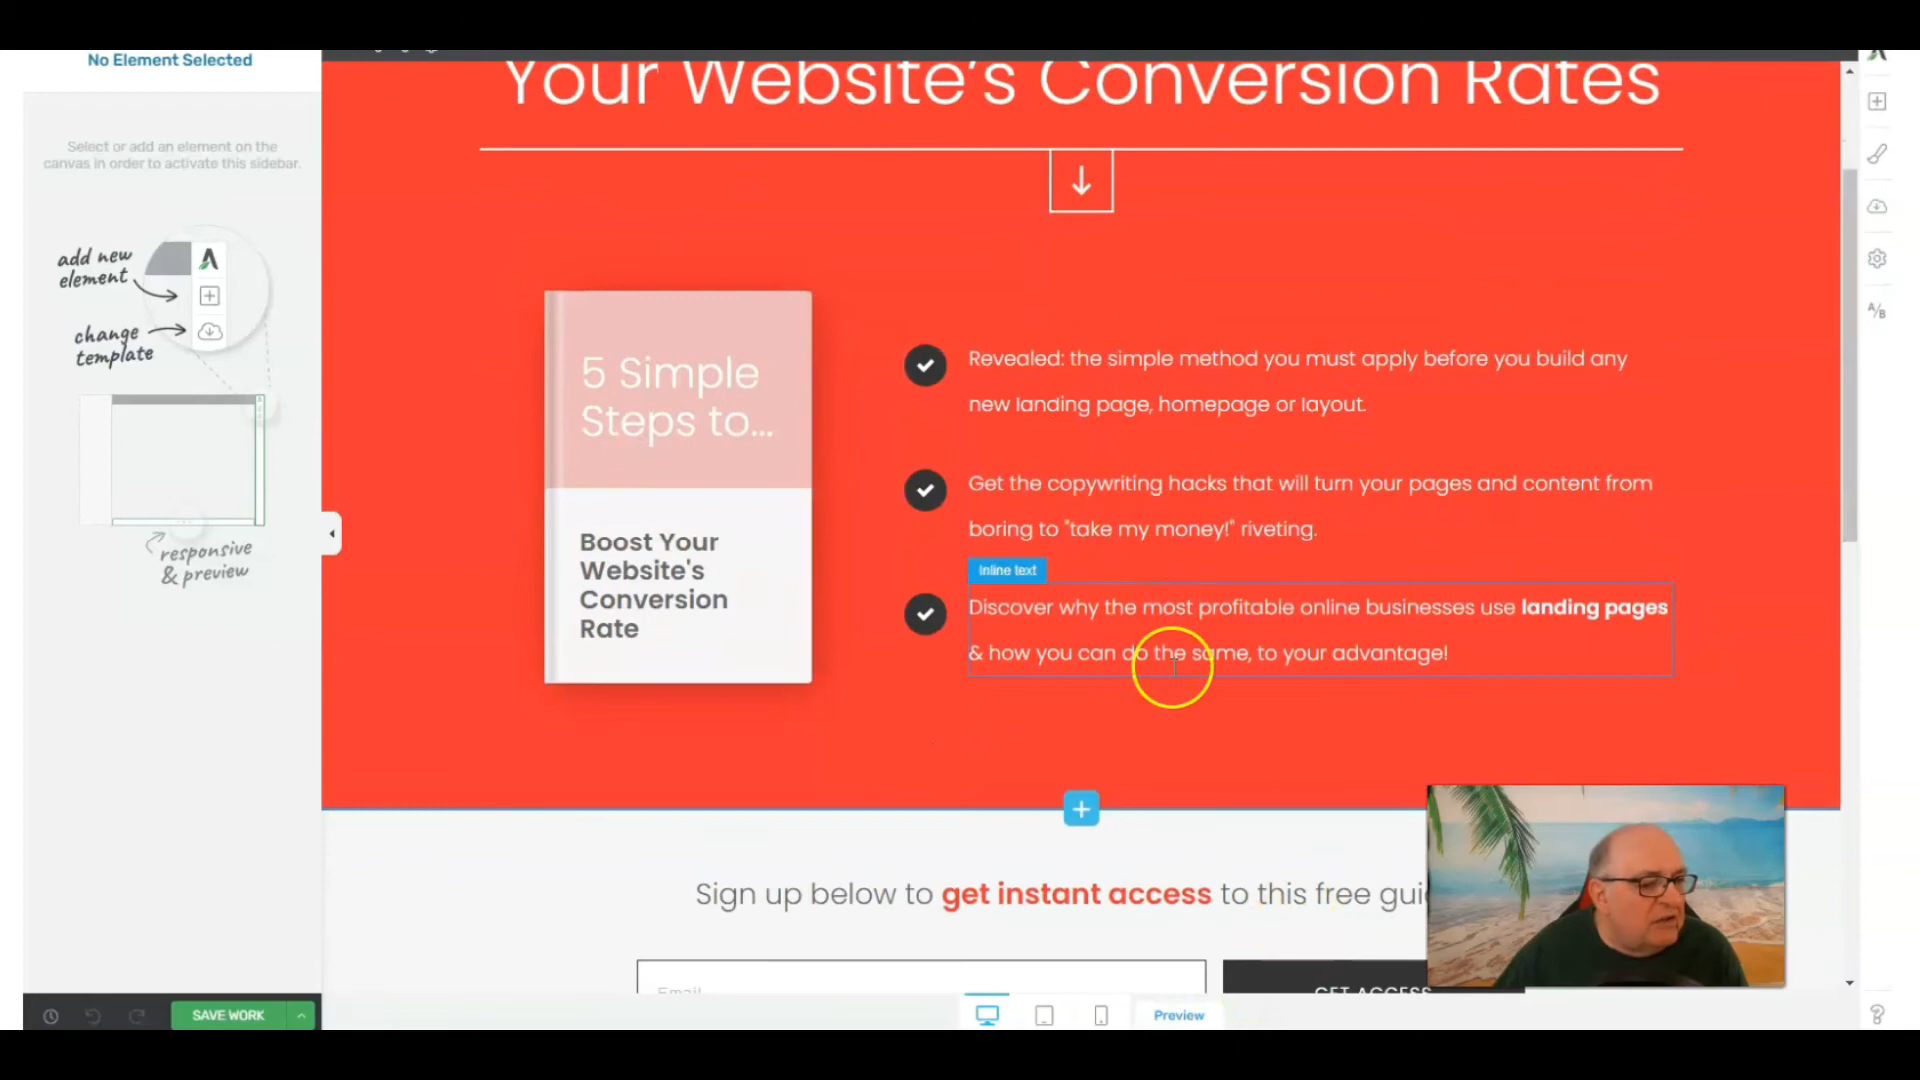 No Element Selected
Your Website's Conversion Rates
Select or add an element on the
canvas in order to activate this sidebar.
add new
element
change
template
responsive
& preview
5 Simple
Steps to...
Boost Your
Website's
Conversion
Rate
Revealed: the simple method you must apply before you build any
new landing page, homepage or layout.
Get the copywriting hacks that will turn your pages and content from
boring to "take my money!" riveting.
Inline text
Discover why the most profitable online businesses use landing pages
& how you can do the same, to your advantage!
Sign up below to get instant access to this free
Email
GET ACCESS
SAVE WORK
Preview
A/B